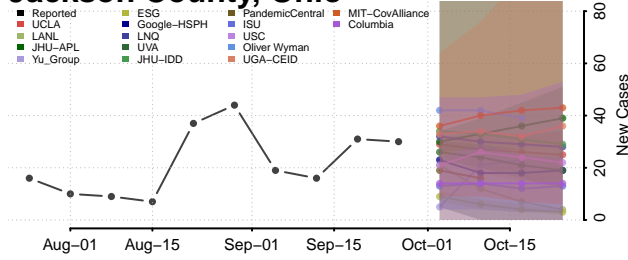 Jackson County, Ohio
Reported ESG PandemicCentral MIT−CovAlliance
UCLA Google−HSPH ISU Columbia
LANL LNQ USC
JHU−APL UVA Oliver Wyman
Yu_Group JHU−IDD UGA−CEID
80
60
40
20
0
New Cases
Aug−01 Aug−15 Sep−01 Sep−15 Oct−01 Oct−15